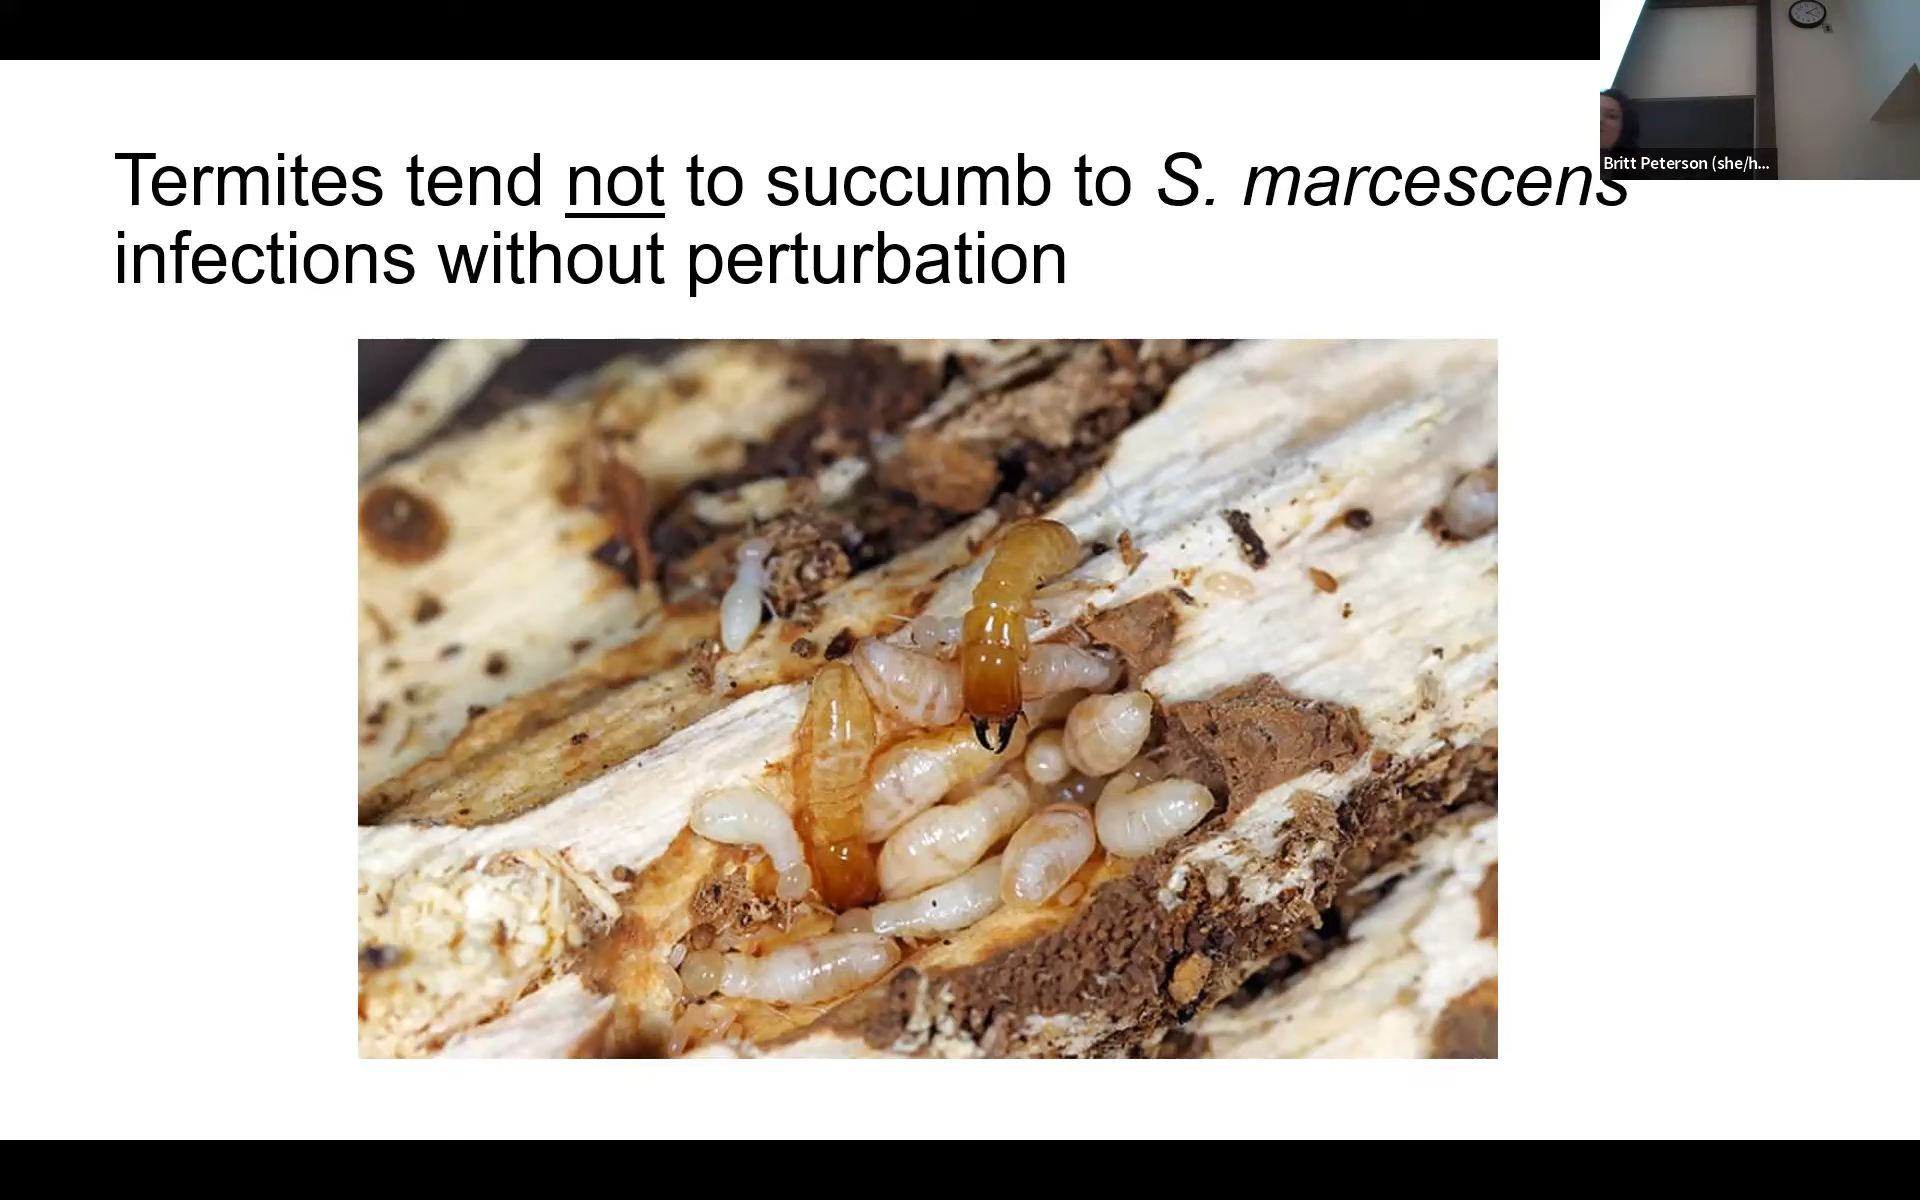 Termites tend not to succumb to S. marcescens
infections without perturbation
Britt Peterson (she/h...